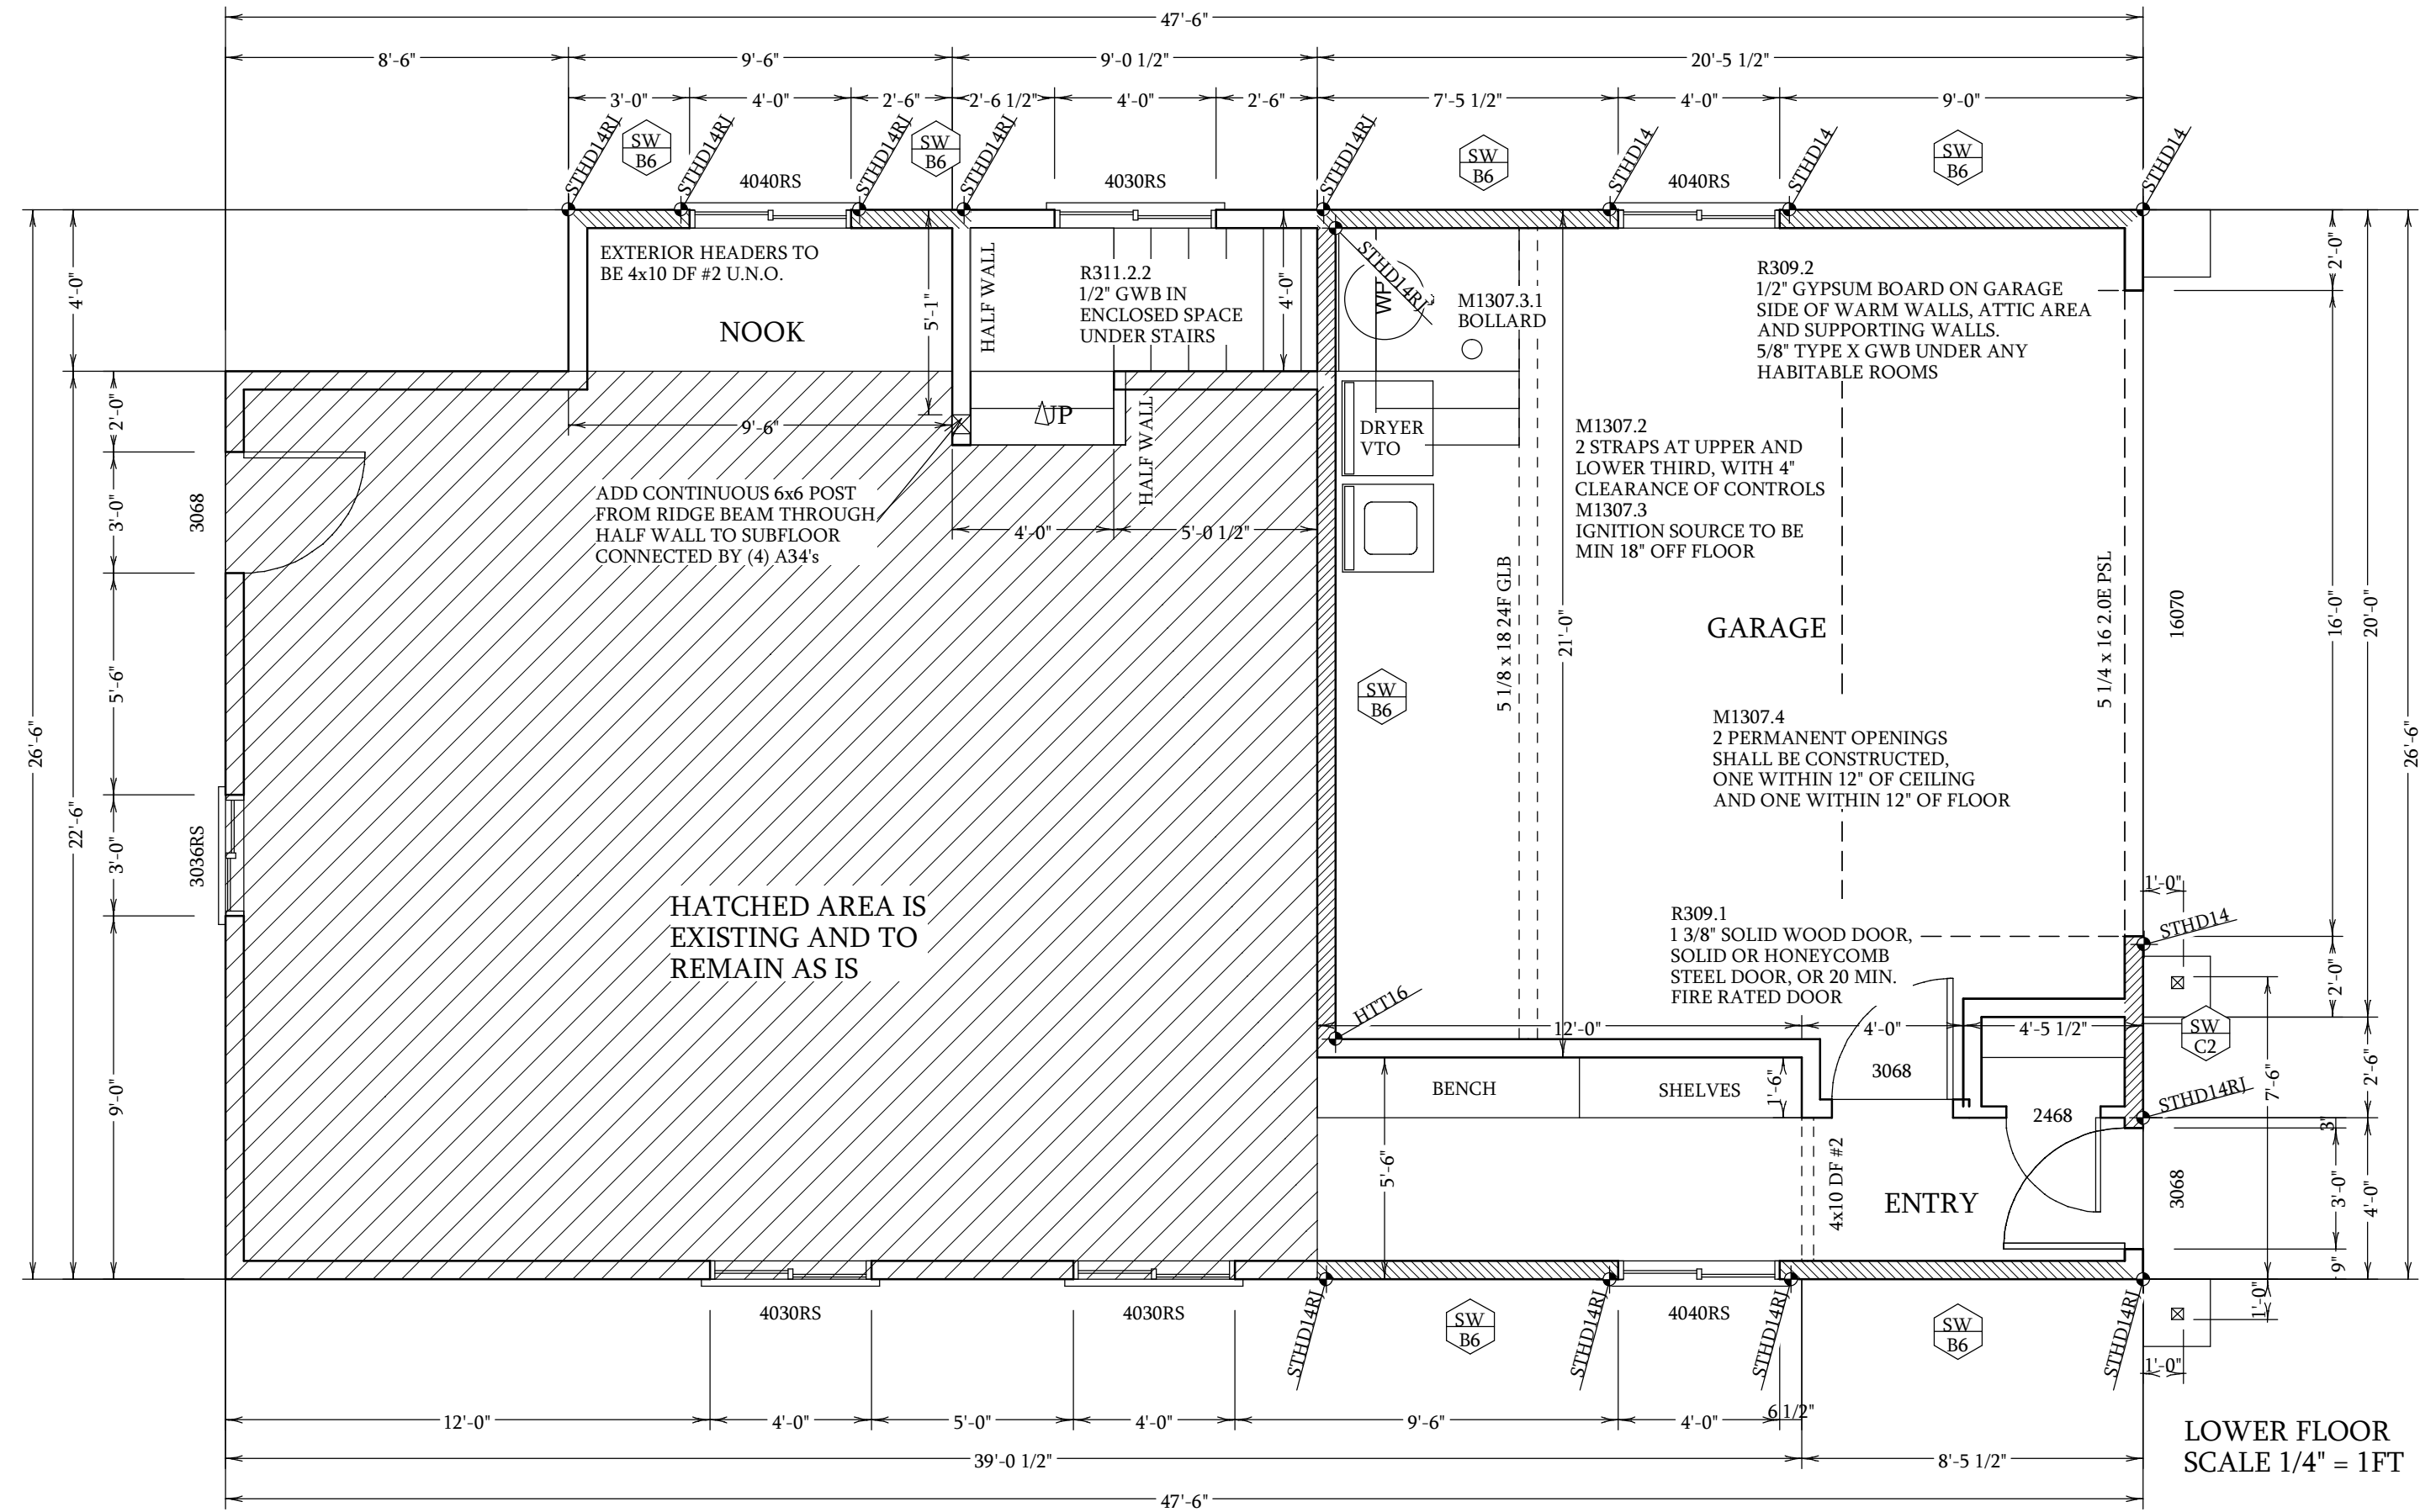 47'-6"
8'-6"
9'-6"
9'-0 1/2"
20'-5 1/2"
3'-0"
4'-0"
2'-6"
2'-6 1/2"
4'-0"
2'-6"
7'-5 1/2"
4'-0"
9'-0"
STHD14RJ
SW
B6
STHD14RJ
STHD14RJ
SW
B6
STHD14RJ
STHD14RJ
SW
B6
STHD14
STHD14
SW
B6
STHD14
4040RS
4030RS
4040RS
EXTERIOR HEADERS TO
BE 4x10 DF #2 U.N.O.
NOOK
5'-1"
HALF WALL
R311.2.2
1/2" GWB IN
ENCLOSED SPACE
UNDER STAIRS
4'-0"
STHD14RJ
M1307.3.1
BOLLARD
R309.2
1/2" GYPSUM BOARD ON GARAGE
SIDE OF WARM WALLS, ATTIC AREA
AND SUPPORTING WALLS.
5/8" TYPE X GWB UNDER ANY
HABITABLE ROOMS
2'-0"
4'-0"
2'-0"
3'-0"
3068
5'-6"
26'-6"
22'-6"
3'-0"
3036RS
9'-0"
9'-6"
UP
HALF WALL
DRYER
VTO
ADD CONTINUOUS 6x6 POST
FROM RIDGE BEAM THROUGH
HALF WALL TO SUBFLOOR
CONNECTED BY (4) A34's
4'-0"
5'-0 1/2"
M1307.2
2 STRAPS AT UPPER AND
LOWER THIRD, WITH 4"
CLEARANCE OF CONTROLS
M1307.3
IGNITION SOURCE TO BE
MIN 18" OFF FLOOR
5 1/8 x 18 24F GLB
21'-0"
GARAGE
5 1/4 x 16 2.0E PSL
16070
16'-0"
20'-0"
26'-6"
SW
B6
M1307.4
2 PERMANENT OPENINGS
SHALL BE CONSTRUCTED,
ONE WITHIN 12" OF CEILING
AND ONE WITHIN 12" OF FLOOR
HATCHED AREA IS
EXISTING AND TO
REMAIN AS IS
R309.1
1 3/8" SOLID WOOD DOOR,
SOLID OR HONEYCOMB
STEEL DOOR, OR 20 MIN.
FIRE RATED DOOR
1'-0"
STHD14
2'-0"
HTT16
12'-0"
4'-0"
4'-5 1/2"
SW
C2
BENCH
SHELVES
1'-6"
3068
2468
STHD14RJ
7'-6"
2'-6"
3"
5'-6"
4x10 DF #2
ENTRY
3068
3'-0"
4'-0"
9"
1'-0"
1'-0"
4030RS
4030RS
4040RS
STHD14RJ
SW
B6
STHD14RJ
STHD14RJ
SW
B6
STHD14RJ
12'-0"
4'-0"
5'-0"
4'-0"
9'-6"
4'-0"
6 1/2"
39'-0 1/2"
8'-5 1/2"
47'-6"
LOWER FLOOR
SCALE 1/4" = 1FT